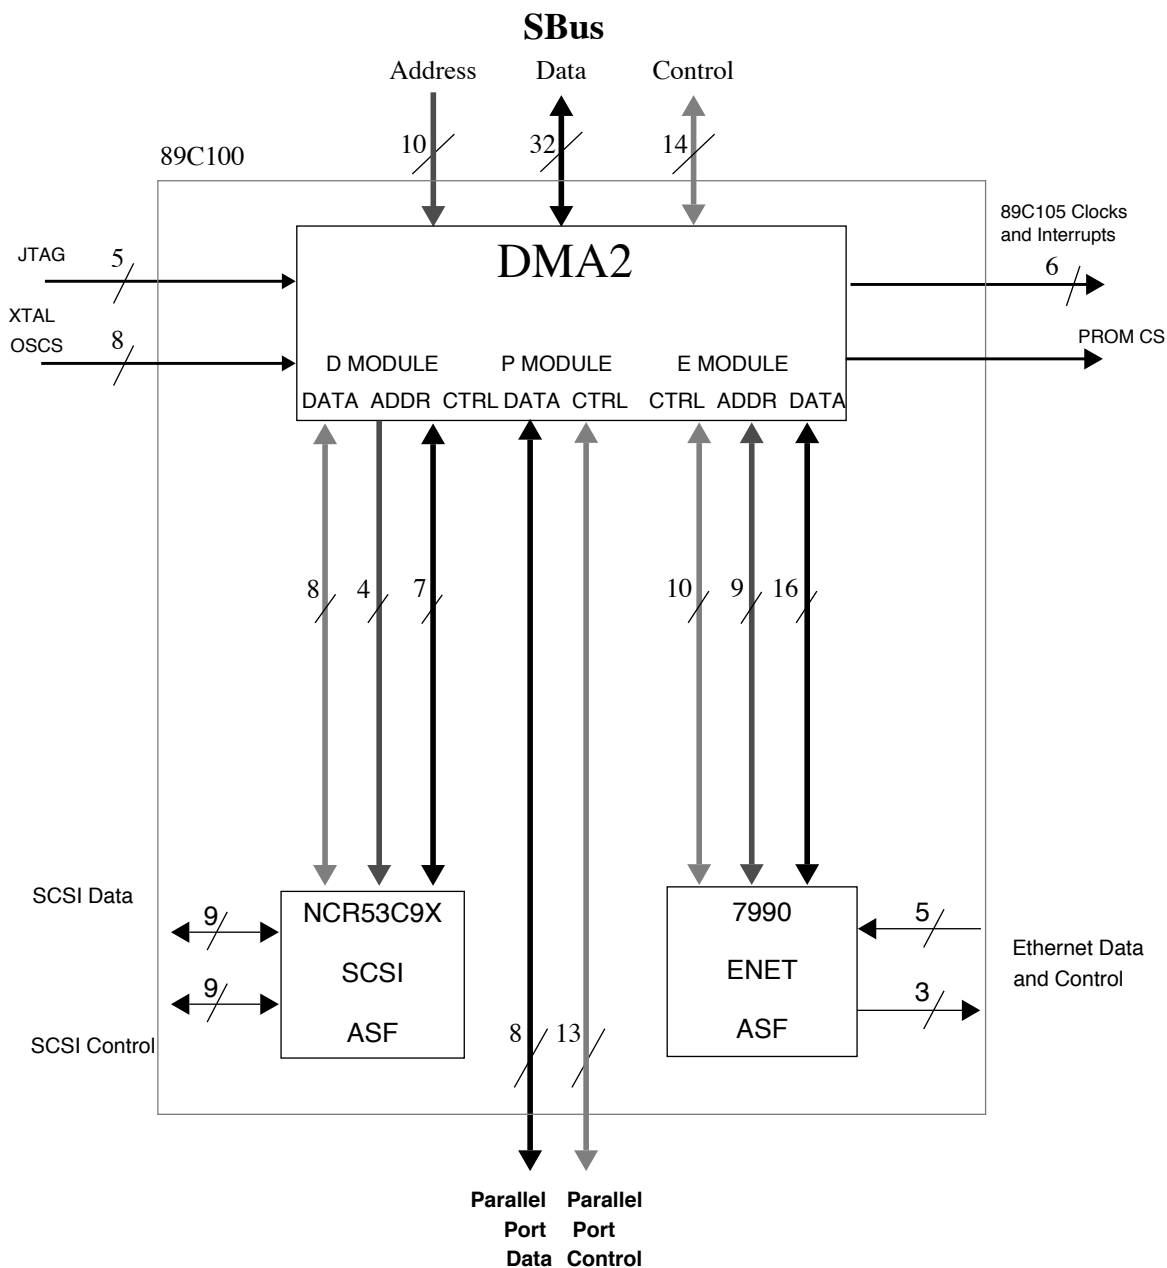 SBus
Address Data Control
10 32 14
89C100
89C105 Clocks
and Interrupts
JTAG 5
DMA2
6
XTAL
OSCS 8
PROM CS
D MODULE P MODULE E MODULE
DATA ADDR CTRL DATA CTRL CTRL ADDR DATA
8 4 7 10 9 16
SCSI Data
9
NCR53C9X
SCSI
ASF
9
SCSI Control
7990
ENET
ASF
5
Ethernet Data
and Control
3
8 13
Parallel
Port
Data
Parallel
Port
Control